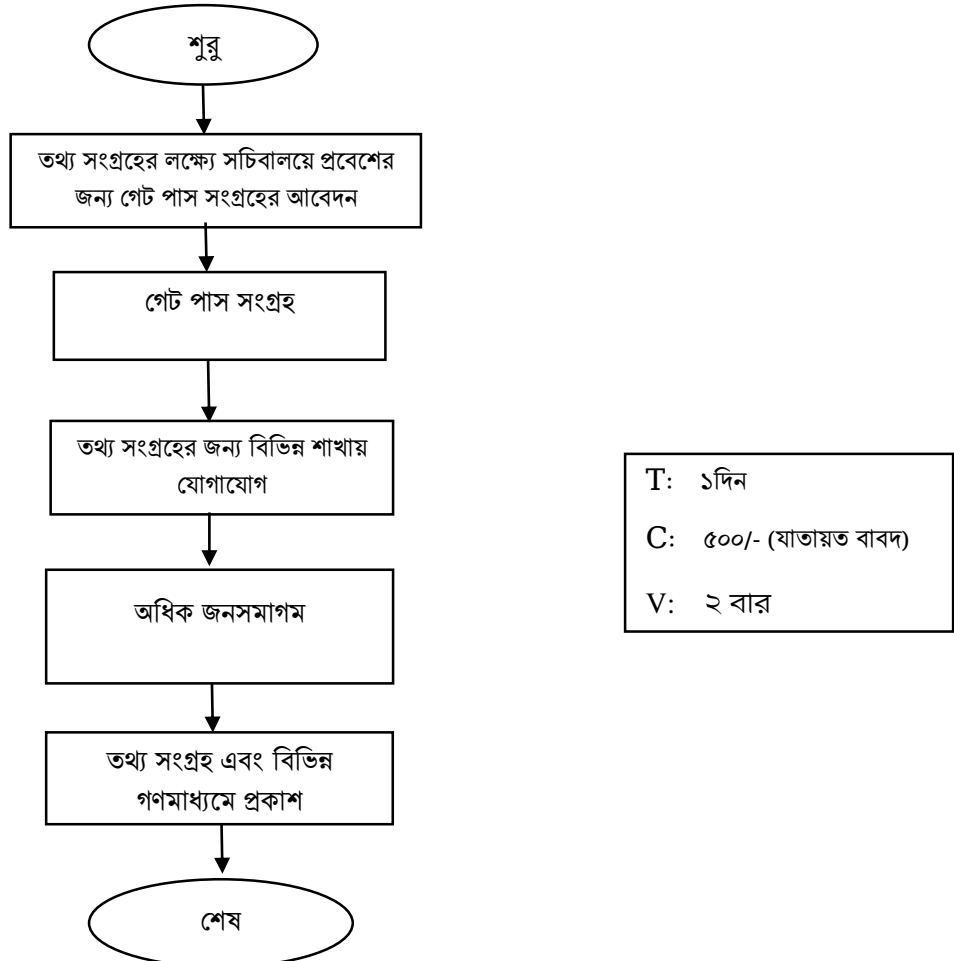 শুরু
তথ্য সংগ্রহের লক্ষ্যে সচিবালয়ে প্রবেশের
জন্য গেট পাস সংগ্রহের আবেদন
গেট পাস সংগ্রহ
তথ্য সংগ্রহের জন্য বিভিন্ন শাখায়
যোগাযোগ
অধিক জনসমাগম
তথ্য সংগ্রহ এবং বিভিন্ন
গণমাধ্যমে প্রকাশ
শেষ
T: ১দিন
C: ৫০০/- (যাতায়ত বাবদ)
V: ২ বার